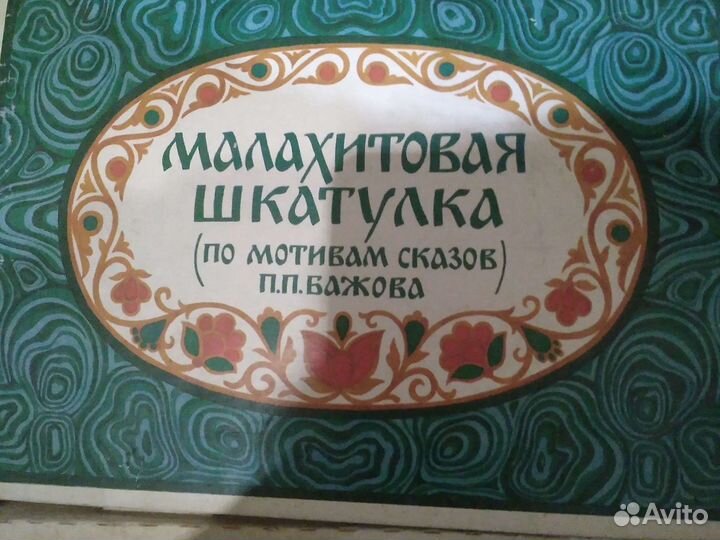 МАЛАХИТОВАЯ
ШКАТУЛКА
(ПО МОТИВАМ СКАЗОВ)
П.П.БАЖОВА
Avito